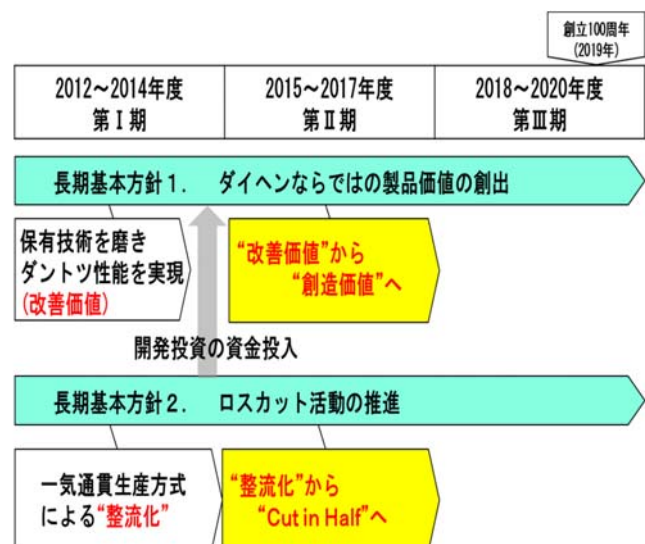 創立100周年
(2019年)
2012～2014年度
第Ⅰ期
2015～2017年度
第Ⅱ期
2018～2020年度
第Ⅲ期
長期基本方針１．　ダイヘンならではの製品価値の創出
保有技術を磨き
ダントツ性能を実現
(改善価値)
“改善価値”から
“創造価値”へ
開発投資の資金投入
長期基本方針２．　ロスカット活動の推進
一気通貫生産方式
による“整流化”
“整流化”から
“Cut in Half”へ